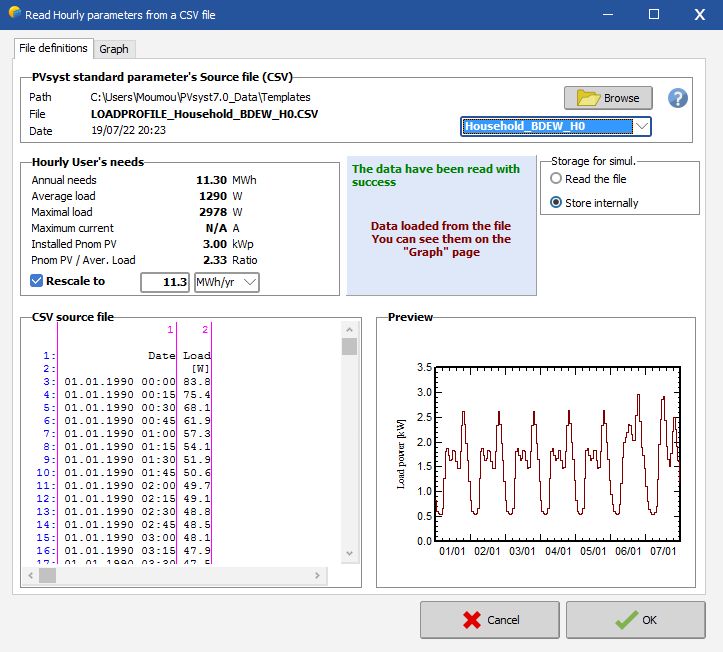 Read Hourly parameters from a CSV file
File definitions
Graph
PVsyst standard parameter's Source file (CSV)
Path C:\Users\Moumou\PVsyst7.0_Data\Templates
File LOADPROFILE_Household_BDEW_H0.CSV
Date 19/07/22 20:23
Browse
?
Household_BDEW_H0
Hourly User's needs
Annual needs 11.30 MWh
Average load 1290 W
Maximal load 2978 W
Maximum current N/A A
Installed Pnom PV 3.00 kWp
Pnom PV / Aver. Load 2.33 Ratio
Rescale to 11.3 MWh/yr
The data have been read with
success
Data loaded from the file
You can see them on the
"Graph" page
Storage for simul.
Read the file
Store internally
CSV source file
1 2
1: Date Load
2: [W]
3: 01.01.1990 00:00 83.8
4: 01.01.1990 00:15 75.4
5: 01.01.1990 00:30 68.1
6: 01.01.1990 00:45 61.9
7: 01.01.1990 01:00 57.3
8: 01.01.1990 01:15 54.1
9: 01.01.1990 01:30 51.9
10: 01.01.1990 01:45 50.6
11: 01.01.1990 02:00 49.7
12: 01.01.1990 02:15 49.1
13: 01.01.1990 02:30 48.8
14: 01.01.1990 02:45 48.5
15: 01.01.1990 03:00 48.1
16: 01.01.1990 03:15 47.9
17: 01.01.1990 03:30 47.5
Preview
Load power [kW]
3.5
3.0
2.5
2.0
1.5
1.0
0.5
0.0
01/01 02/01 03/01 04/01 05/01 06/01 07/01
Cancel
OK